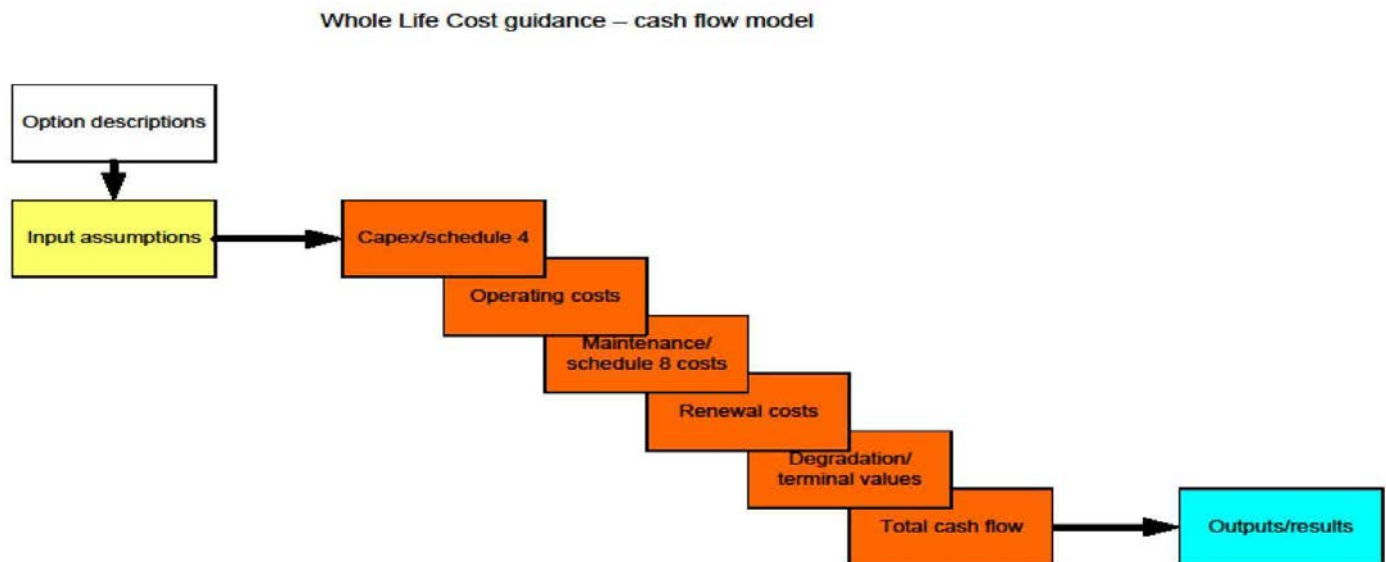 Whole Life Cost guidance – cash flow model
Option descriptions
Input assumptions
Capex/schedule 4
Operating costs
Maintenance/
schedule 8 costs
Renewal costs
Degradation/
terminal values
Total cash flow
Outputs/results